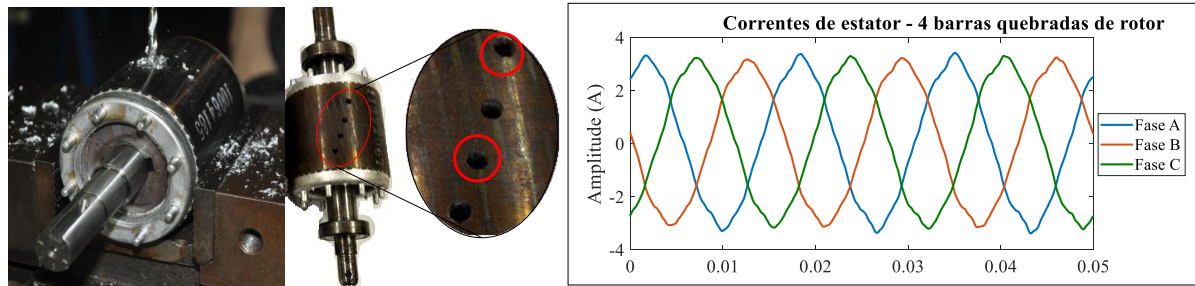 Correntes de estator - 4 barras quebradas de rotor
Amplitude (A)
4
2
0
-2
-4
0
0.01
0.02
0.03
0.04
0.05
Fase A
Fase B
Fase C